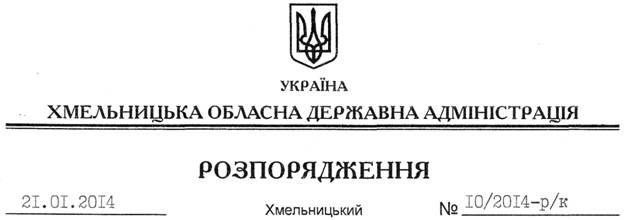 УКРАЇНА
ХМЕЛЬНИЦЬКА ОБЛАСНА ДЕРЖАВНА АДМІНІСТРАЦІЯ
РОЗПОРЯДЖЕННЯ
21.01.2014 Хмельницький № 10/2014-р/к